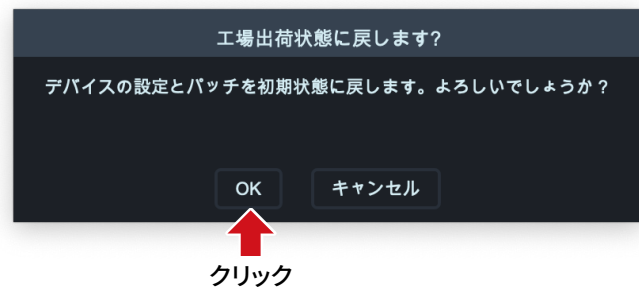 工場出荷状態に戻します?
デバイスの設定とパッチを初期状態に戻します。よろしいでしょうか？
OK キャンセル
クリック